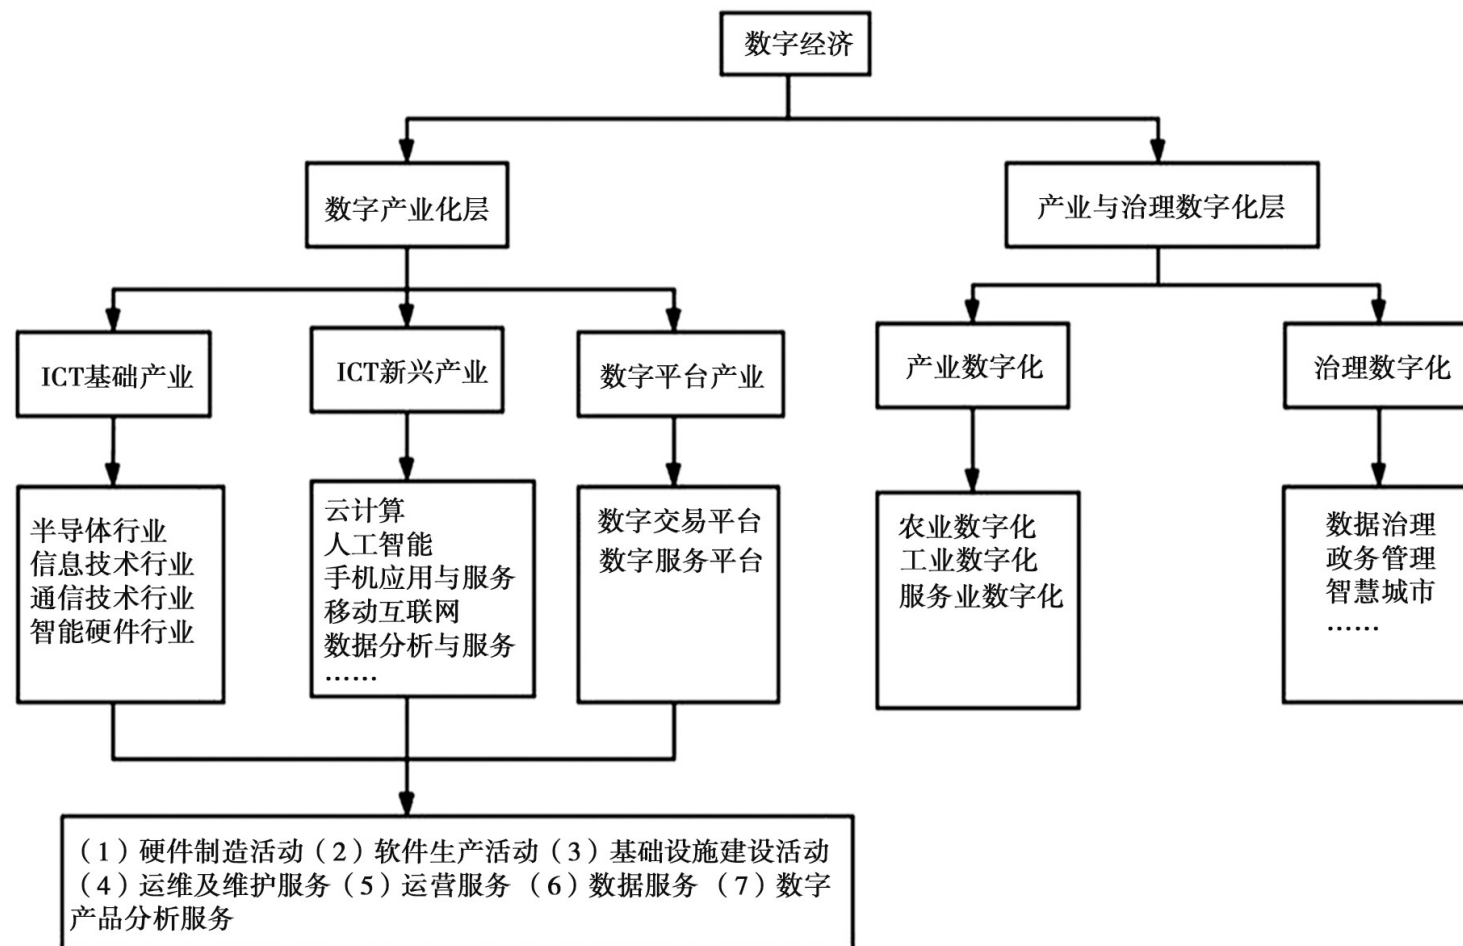 数字经济
数字产业化层
产业与治理数字化层
ICT基础产业
ICT新兴产业
数字平台产业
产业数字化
治理数字化
半导体行业
信息技术行业
通信技术行业
智能硬件行业
云计算
人工智能
手机应用与服务
移动互联网
数据分析与服务
……
数字交易平台
数字服务平台
农业数字化
工业数字化
服务业数字化
数据治理
政务管理
智慧城市
……
（1）硬件制造活动（2）软件生产活动（3）基础设施建设活动
（4）运维及维护服务（5）运营服务（6）数据服务（7）数字
产品分析服务